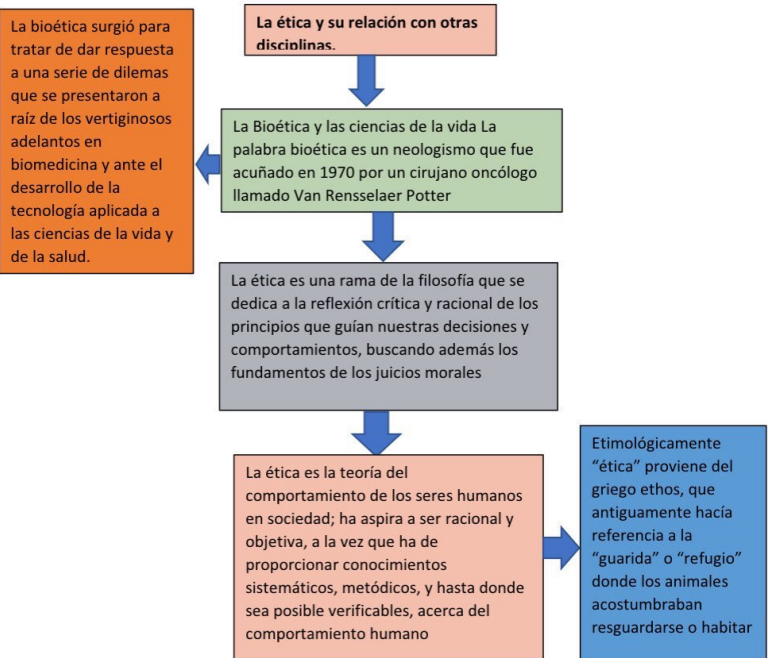 La ética y su relación con otras
disciplinas.
La bioética surgió para
tratar de dar respuesta
a una serie de dilemas
que se presentaron a
raíz de los vertiginosos
adelantos en
biomedicina y ante el
desarrollo de la
tecnología aplicada a
las ciencias de la vida y
de la salud.
La Bioética y las ciencias de la vida La
palabra bioética es un neologismo que fue
acuñado en 1970 por un cirujano oncólogo
llamado Van Rensselaer Potter
La ética es una rama de la filosofía que se
dedica a la reflexión crítica y racional de los
principios que guían nuestras decisiones y
comportamientos, buscando además los
fundamentos de los juicios morales
La ética es la teoría del
comportamiento de los seres humanos
en sociedad; ha aspira a ser racional y
objetiva, a la vez que ha de
proporcionar conocimientos
sistemáticos, metódicos, y hasta donde
sea posible verificables, acerca del
comportamiento humano
Etimológicamente
“ética” proviene del
griego ethos, que
antiguamente hacía
referencia a la
“guarida” o “refugio”
donde los animales
acostumbraban
resguardarse o habitar